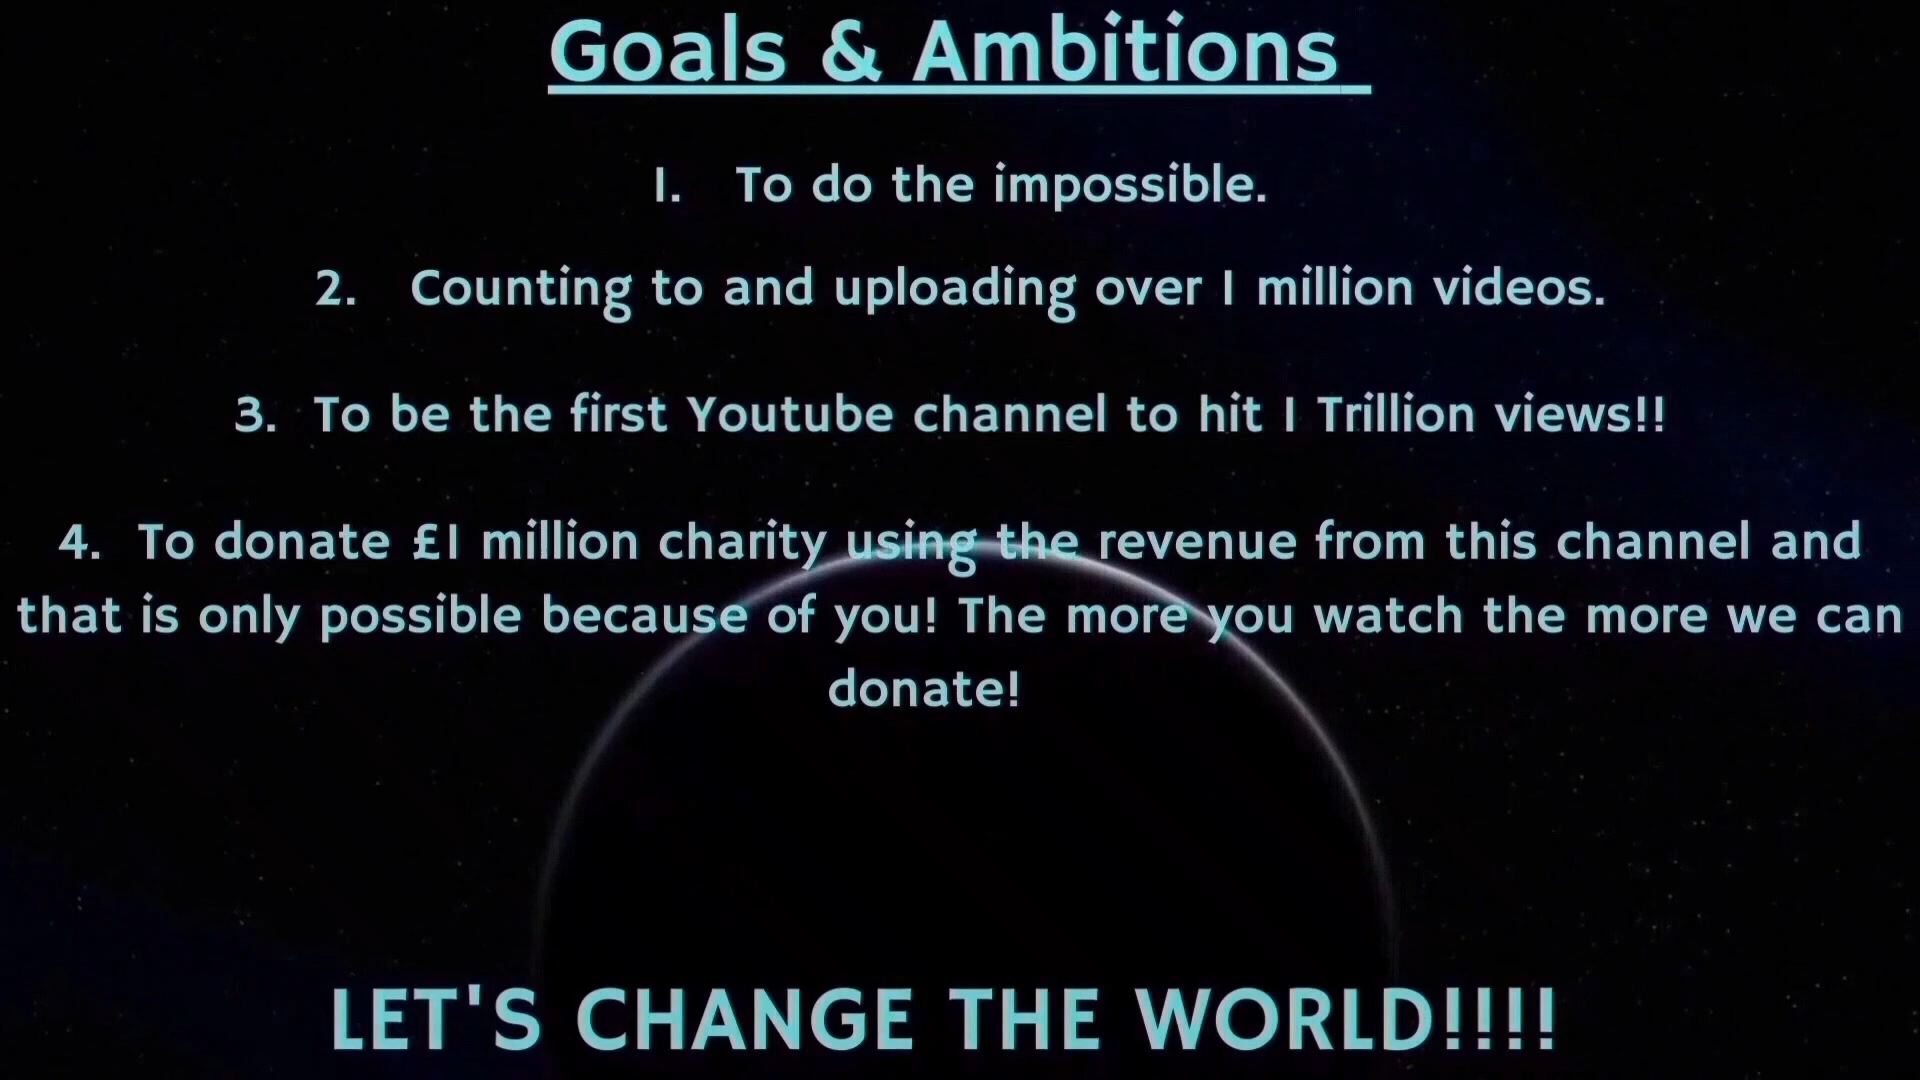 Goals & Ambitions
1. To do the impossible.
2. Counting to and uploading over 1 million videos.
3. To be the first Youtube channel to hit 1 Trillion views!!
4. To donate £1 million charity using the revenue from this channel and
that is only possible because of you! The more you watch the more we can
donate!
LET'S CHANGE THE WORLD!!!!